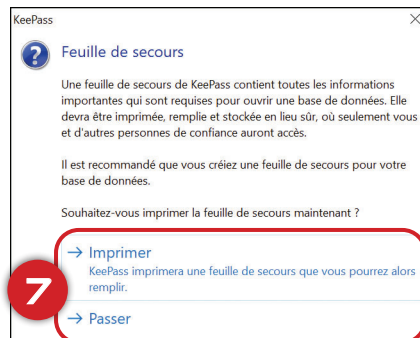 KeePass
Feuille de secours
Une feuille de secours de KeePass contient toutes les informations
importantes qui sont requises pour ouvrir une base de données. Elle
devra être imprimée, remplie et stockée en lieu sûr, où seulement vous
et d'autres personnes de confiance auront accès.
Il est recommandé que vous créiez une feuille de secours pour votre
base de données.
Souhaitez-vous imprimer la feuille de secours maintenant ?
→ Imprimer
KeePass imprimera une feuille de secours que vous pourrez alors
remplir.
7
→ Passer